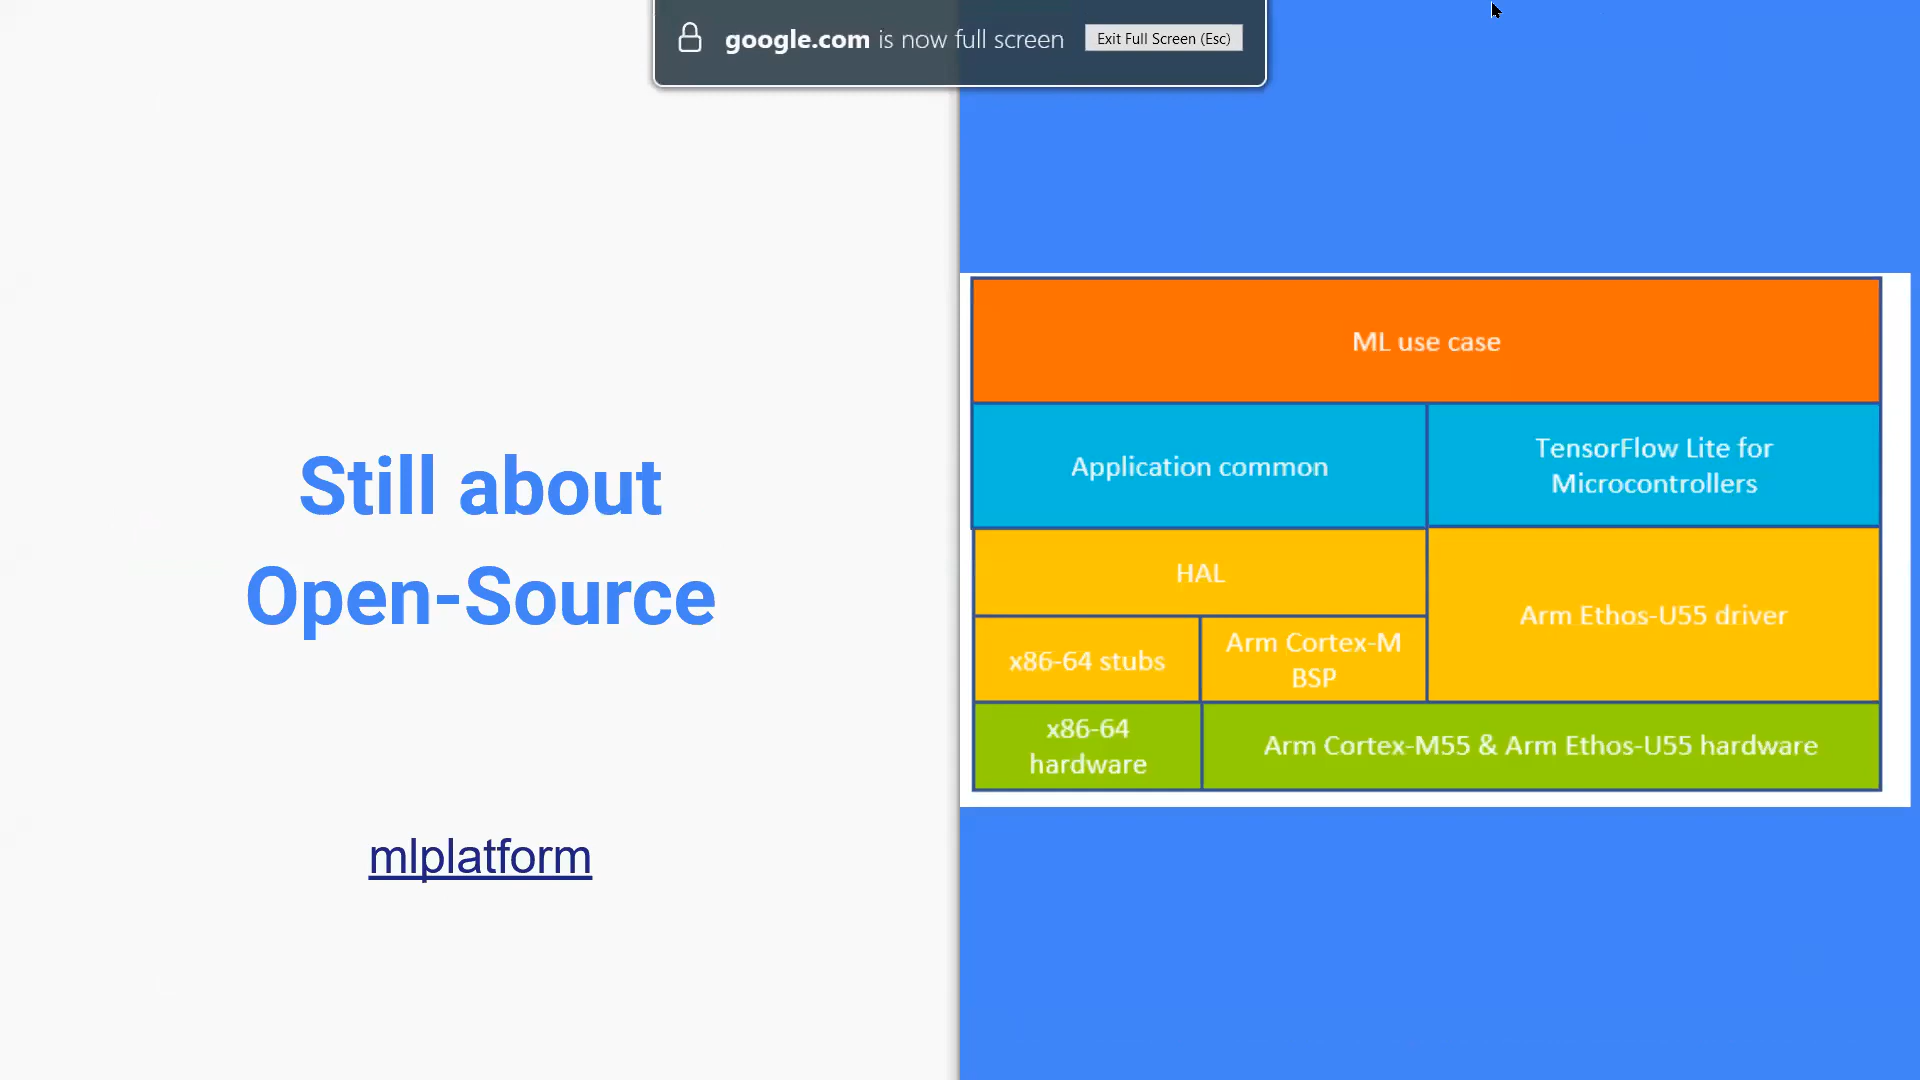 google.com is now full screen
Exit Full Screen (Esc)
Still about
Open-Source
mlplatform
ML use case
Application common
TensorFlow Lite for
Microcontrollers
HAL
Arm Ethos-U55 driver
x86-64 stubs
Arm Cortex-M
BSP
x86-64
hardware
Arm Cortex-M55 & Arm Ethos-U55 hardware